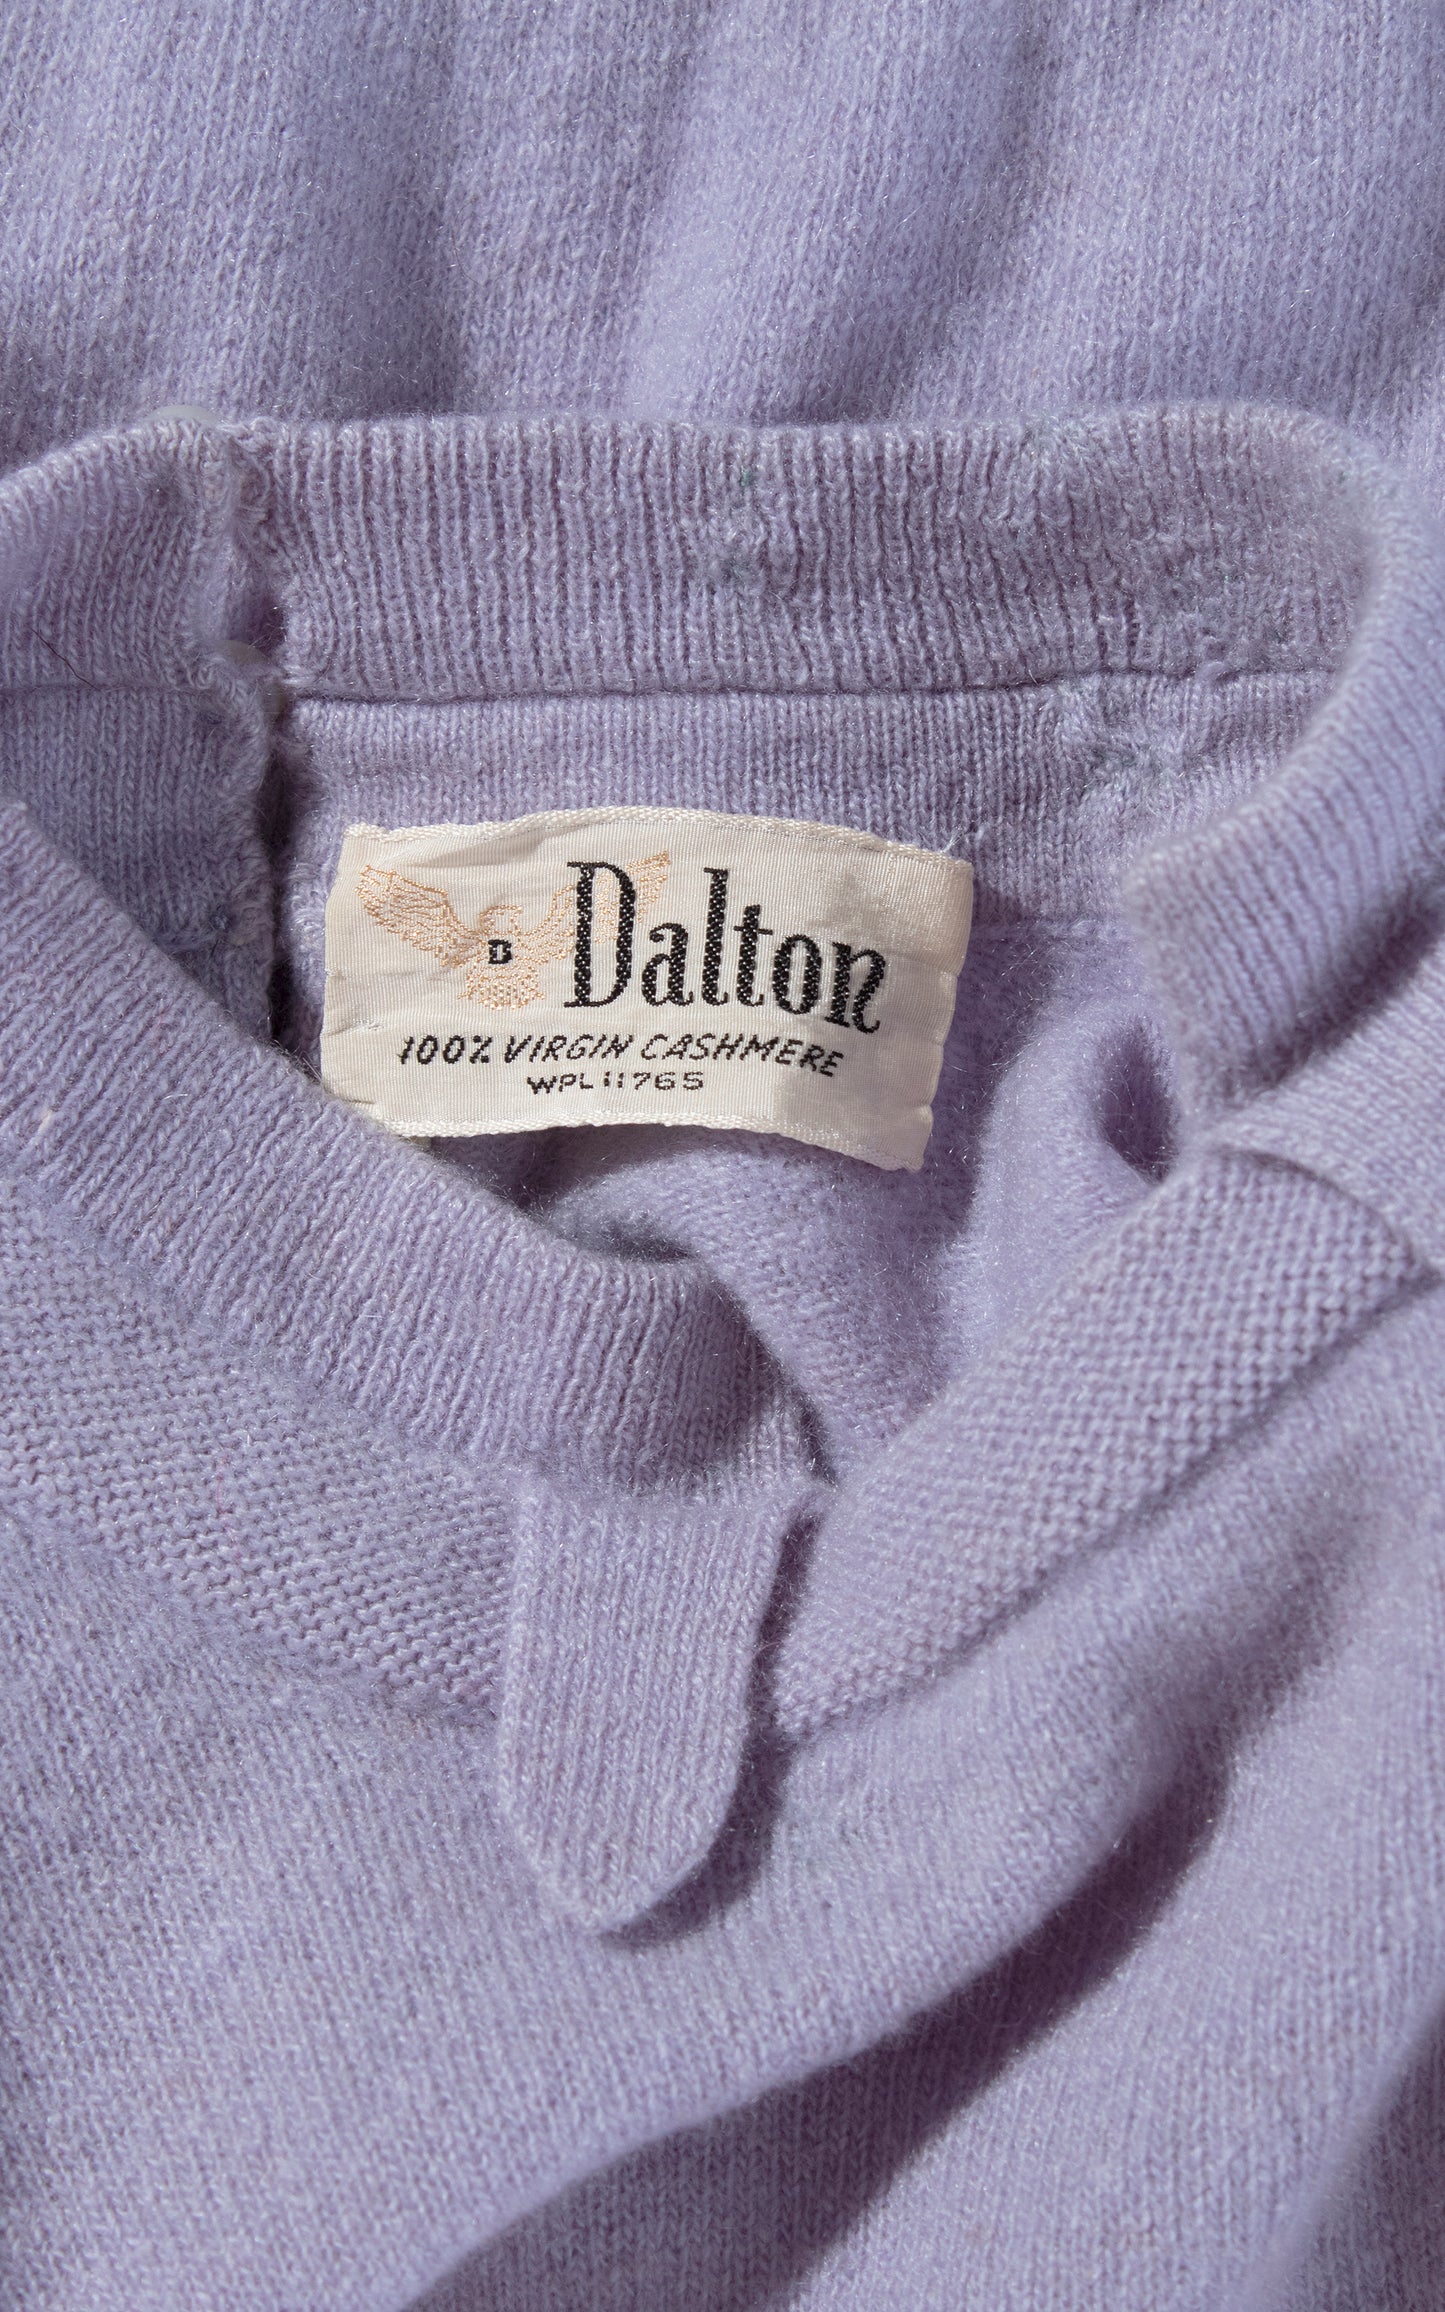 D Dalton
100% VIRGIN CASHMERE
WPL 11765